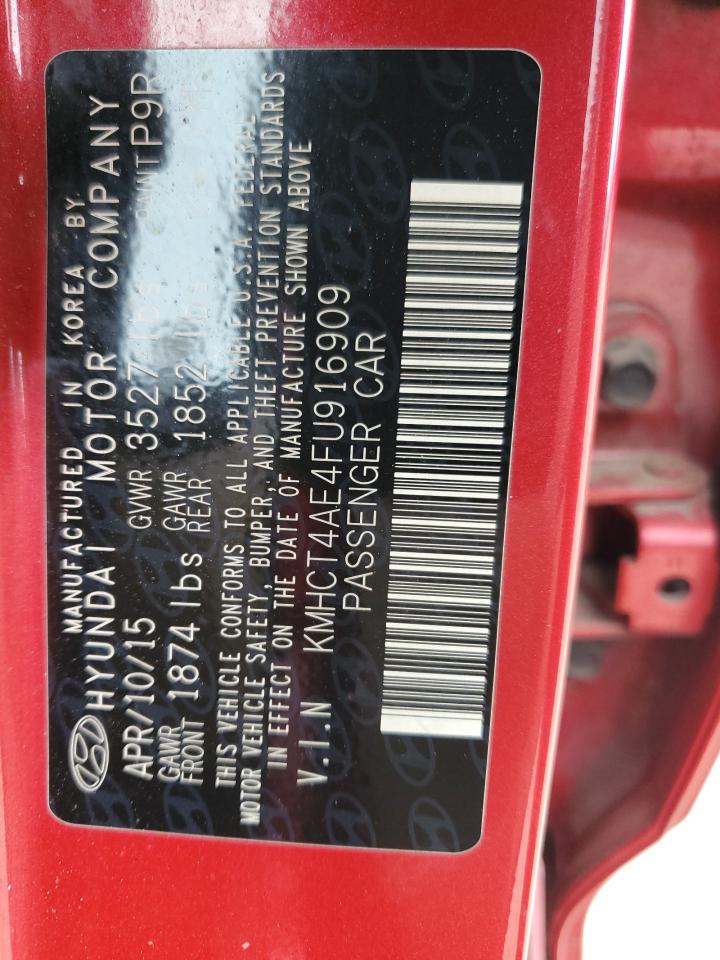 MANUFACTURED IN KOREA BY
HYUNDAI MOTOR COMPANY
APR/10/15 GVWR 3527 lbs PAINT P9R
GAWR FRONT 1874 lbs GAWR REAR 1852 lbs
THIS VEHICLE CONFORMS TO ALL APPLICABLE U.S.A. FEDERAL
MOTOR VEHICLE SAFETY, BUMPER, AND THEFT PREVENTION STANDARDS
IN EFFECT ON THE DATE OF MANUFACTURE SHOWN ABOVE
V.I.N KMHCT4AE4FU916909
PASSENGER CAR